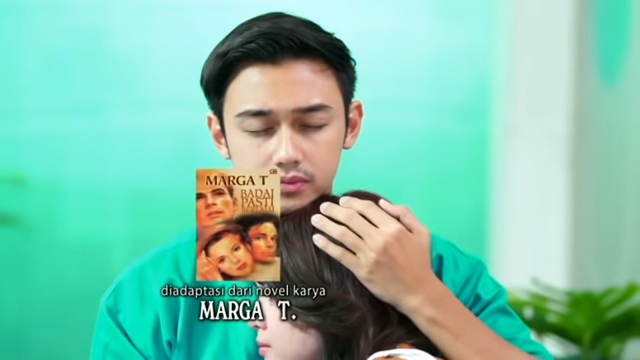 MARGA T
BADAI
PASTI
diadaptasi dari novel karya
MARGA T.